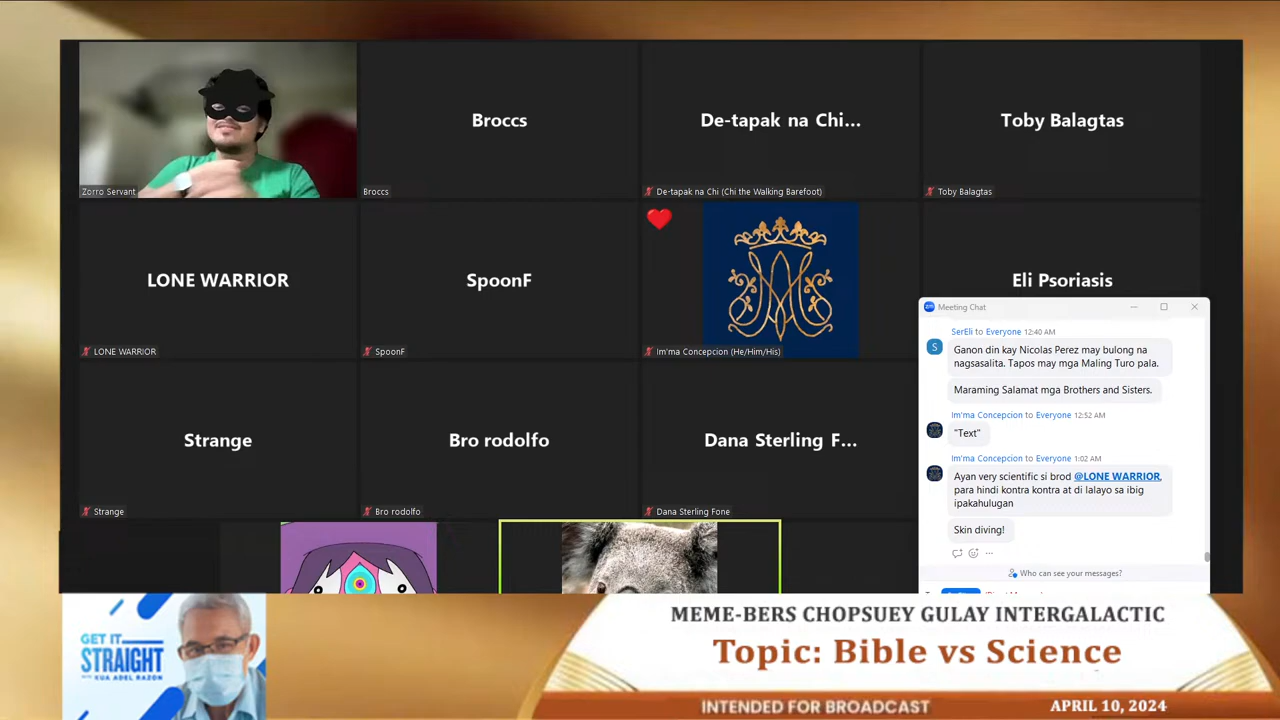 Zorro Servant
Broccs
Broccs
De-tapak na Chi...
De-tapak na Chi (Chi the Walking Barefoot)
Toby Balagtas
Toby Balagtas
LONE WARRIOR
LONE WARRIOR
SpoonF
SpoonF
Im'ma Concepcion (He/Him/His)
Eli Psoriasis
Strange
Strange
Bro rodolfo
Bro rodolfo
Dana Sterling F...
Dana Sterling Fone
Meeting Chat
SerEli to Everyone 12:40 AM
S
Ganon din kay Nicolas Perez may bulong na
nagsasalita. Tapos may mga Maling Turo pala.
Maraming Salamat mga Brothers and Sisters.
Im'ma Concepcion to Everyone 12:52 AM
"Text"
Im'ma Concepcion to Everyone 1:02 AM
Ayan very scientific si brod @LONE WARRIOR,
para hindi kontra kontra at di lalayo sa ibig
ipakahulugan
Skin diving!
Who can see your messages?
GET IT
STRAIGHT
WITH KUA ADEL RAZON
MEME-BERS CHOPSUEY GULAY INTERGALACTIC
Topic: Bible vs Science
INTENDED FOR BROADCAST
APRIL 10, 2024